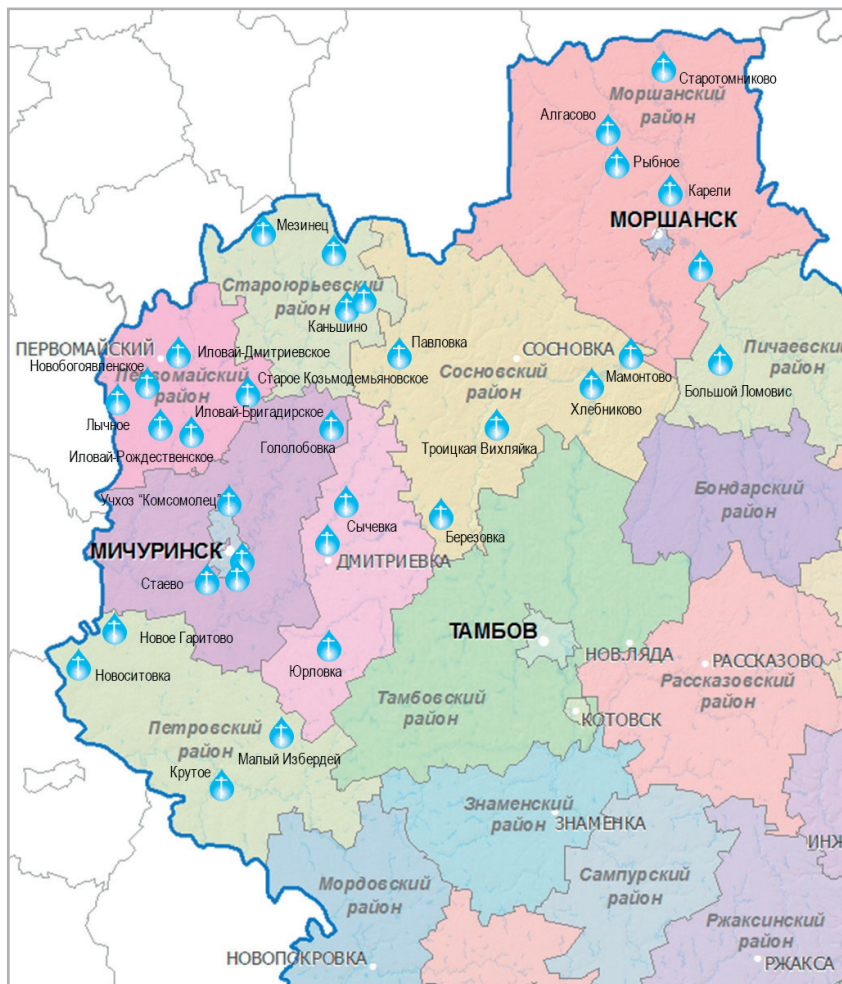 Старотомниково
Моршанский
район
Алгасово
Рыбное
Карели
МОРШАНСК
Мезинец
Староюрьевский
район
Каньшино
ПЕРВОМАЙСКИЙ
Иловай-Дмитриевское
Новобогоявленское
Первомайский
район
Старое Козьмодемьяновское
Лычное
Иловай-Бригадирское
Иловай-Рождественское
Гололобовка
Павловка
СОСНОВКА
Сосновский
район
Мамонтово
Хлебниково
Троицкая Вихляйка
Пичаевский
район
Большой Ломовис
Бондарский
район
Учхоз "Комсомолец"
Сычевка
Березовка
МИЧУРИНСК
ДМИТРИЕВКА
Стаево
Новое Гаритово
Юрловка
Новоситовка
ТАМБОВ
НОВ.ЛЯДА
РАССКАЗОВО
Рассказовский
район
Тамбовский
район
КОТОВСК
Петровский
район
Малый Избердей
Крутое
Знаменский
район
ЗНАМЕНКА
ИНЖ
Мордовский
район
Сампурский
район
Ржаксинский
район
НОВОПОКРОВКА
РЖАКСА